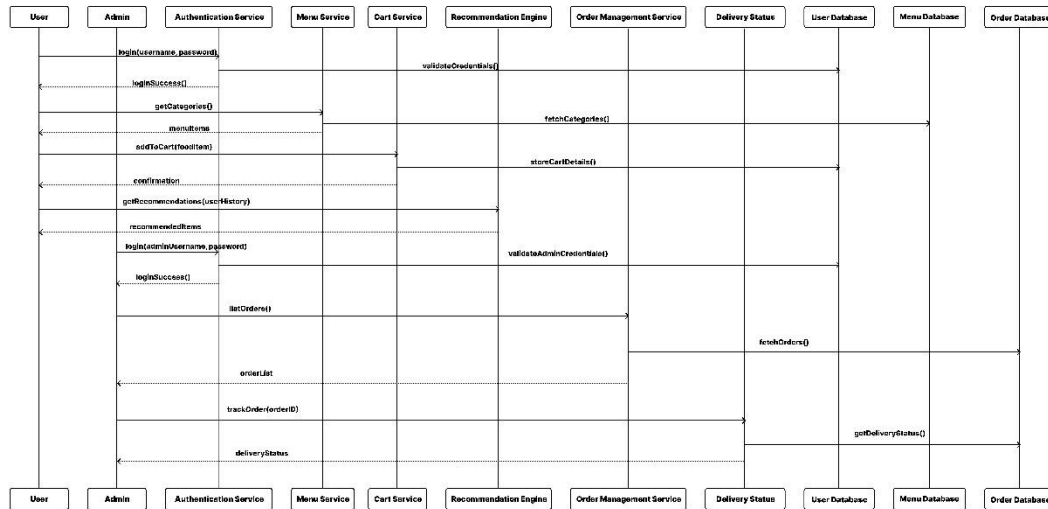 User
Admin
Authentication Service
Menu Service
Cart Service
Recommendation Engine
Order Management Service
Delivery Status
User Database
Menu Database
Order Database
login(username, password)
validateCredentials()
loginSuccess()
getCategories()
fetchCategories()
menuItems
addToCart(foodItem)
storeCartDetails()
confirmation
getRecommendations(userHistory)
recommendedItems
login(adminUsername, password)
validateAdminCredentials()
loginSuccess()
listOrders()
fetchOrders()
orderList
trackOrder(orderID)
getDeliveryStatus()
deliveryStatus
User
Admin
Authentication Service
Menu Service
Cart Service
Recommendation Engine
Order Management Service
Delivery Status
User Database
Menu Database
Order Database